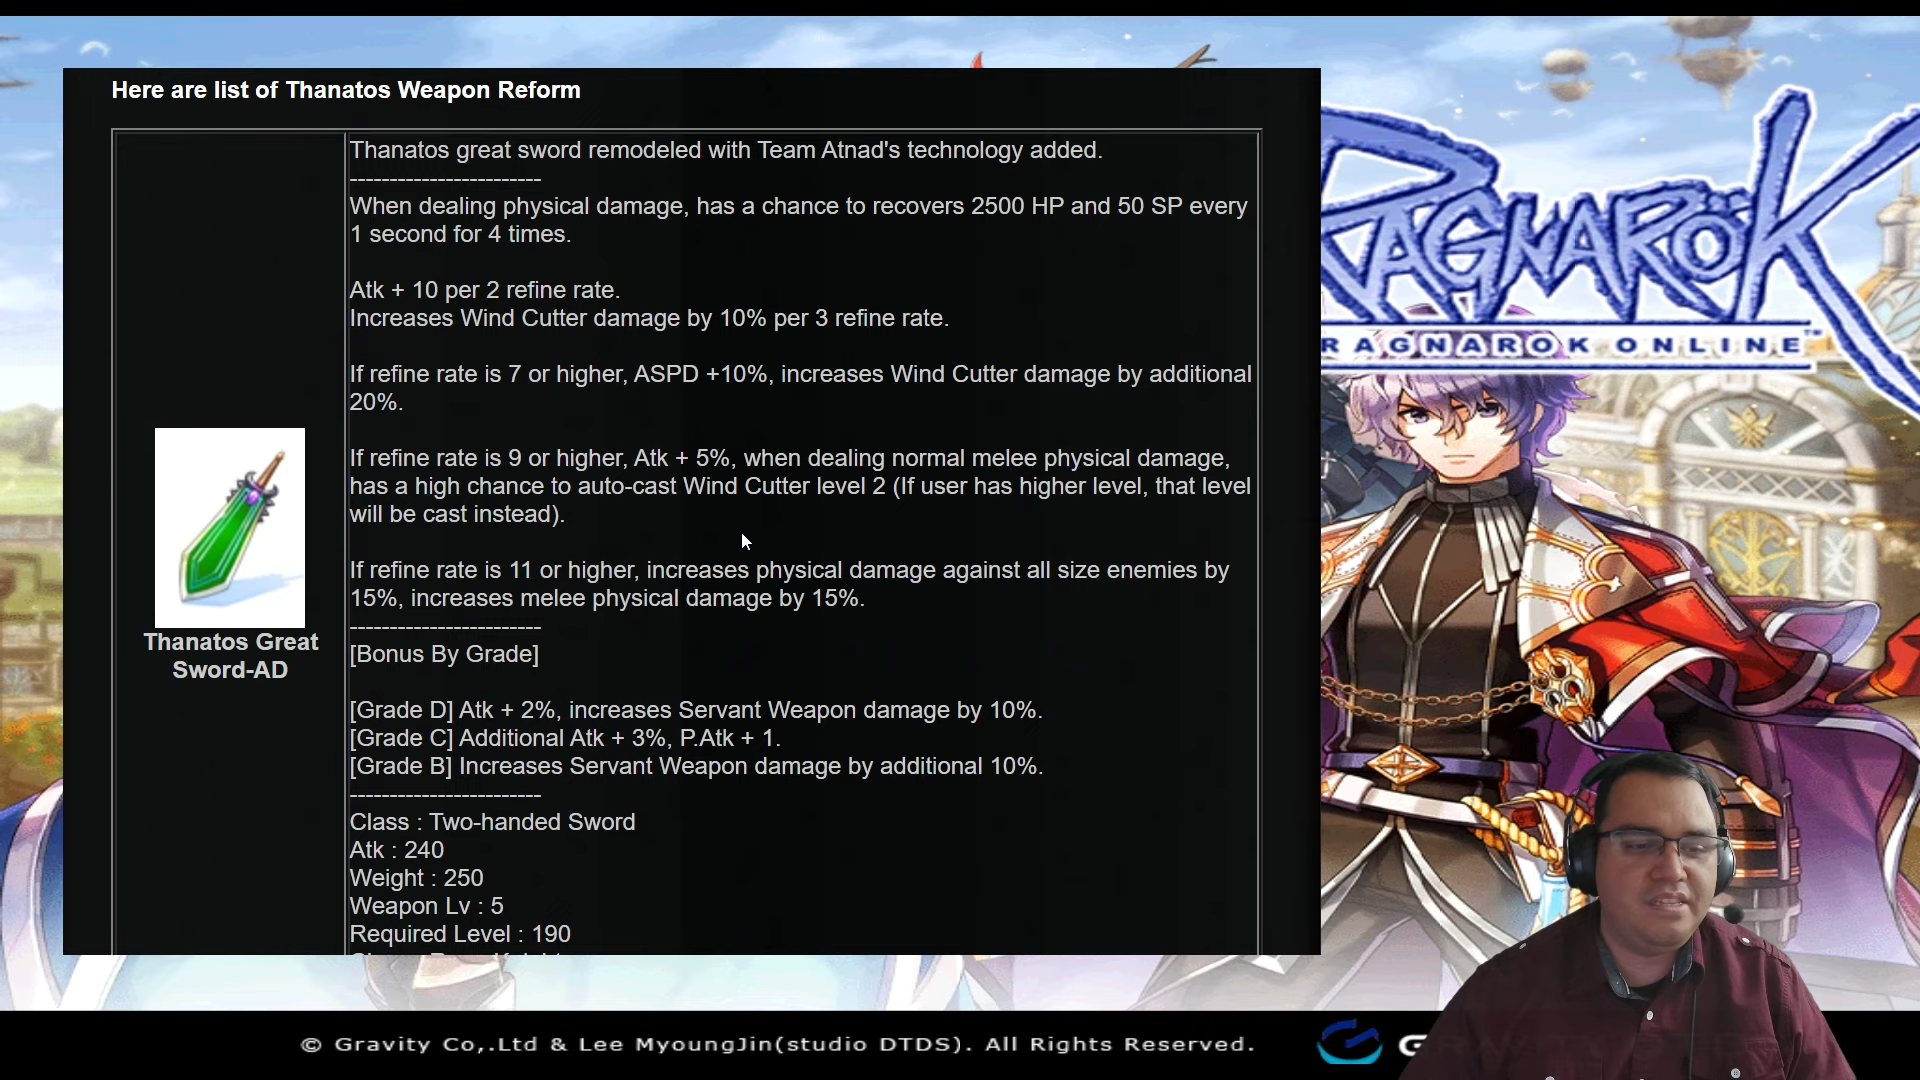 Here are list of Thanatos Weapon Reform
Thanatos great sword remodeled with Team Atnad's technology added.
------------------------
When dealing physical damage, has a chance to recovers 2500 HP and 50 SP every
1 second for 4 times.
Atk + 10 per 2 refine rate.
Increases Wind Cutter damage by 10% per 3 refine rate.
If refine rate is 7 or higher, ASPD +10%, increases Wind Cutter damage by additional
20%.
If refine rate is 9 or higher, Atk + 5%, when dealing normal melee physical damage,
has a high chance to auto-cast Wind Cutter level 2 (If user has higher level, that level
will be cast instead).
If refine rate is 11 or higher, increases physical damage against all size enemies by
15%, increases melee physical damage by 15%.
------------------------
[Bonus By Grade]
[Grade D] Atk + 2%, increases Servant Weapon damage by 10%.
[Grade C] Additional Atk + 3%, P.Atk + 1.
[Grade B] Increases Servant Weapon damage by additional 10%.
------------------------
Class : Two-handed Sword
Atk : 240
Weight : 250
Weapon Lv : 5
Required Level : 190
Thanatos Great
Sword-AD
RAGNARÖK
RAGNAROK ONLINE™
© Gravity Co,.Ltd & Lee MyoungJin(studio DTDS). All Rights Reserved.